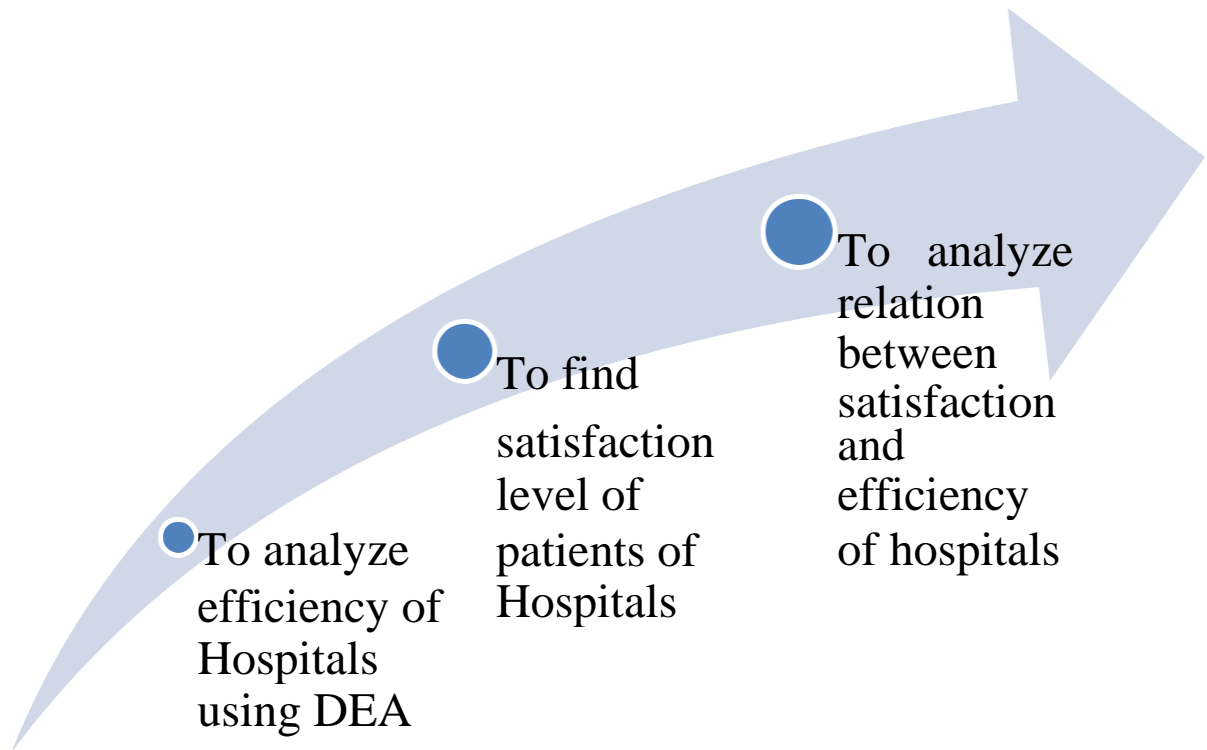 To analyze
efficiency of
Hospitals
using DEA
To find
satisfaction
level of
patients of
Hospitals
To analyze
relation
between
satisfaction
and
efficiency
of hospitals